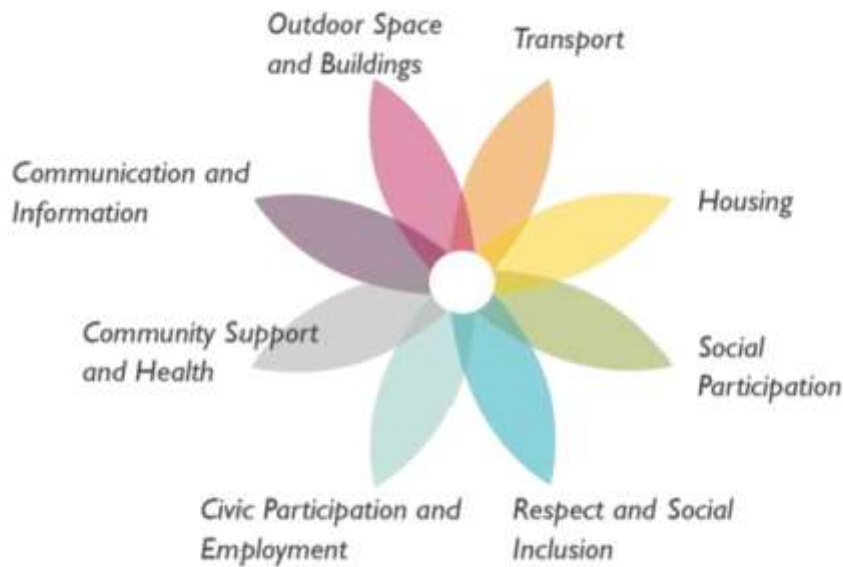 Outdoor Space
and Buildings
Transport
Housing
Social
Participation
Respect and Social
Inclusion
Civic Participation and
Employment
Community Support
and Health
Communication and
Information